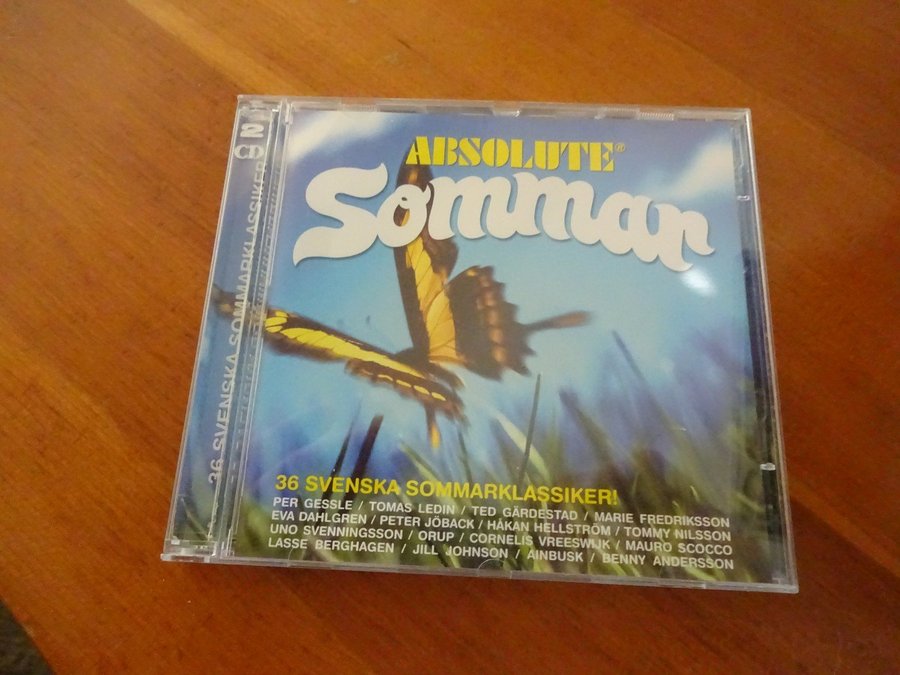 2
CD
36 SVENSKA SOMMARKLASSIKER!
ABSOLUTE®
Sommar
36 SVENSKA SOMMARKLASSIKER!
PER GESSLE / TOMAS LEDIN / TED GÄRDESTAD / MARIE FREDRIKSSON
EVA DAHLGREN / PETER JÖBACK / HÅKAN HELLSTRÖM / TOMMY NILSSON
UNO SVENNINGSSON / ORUP / CORNELIS VREESWIJK / MAURO SCOCCO
LASSE BERGHAGEN / JILL JOHNSON / AINBUSK / BENNY ANDERSSON